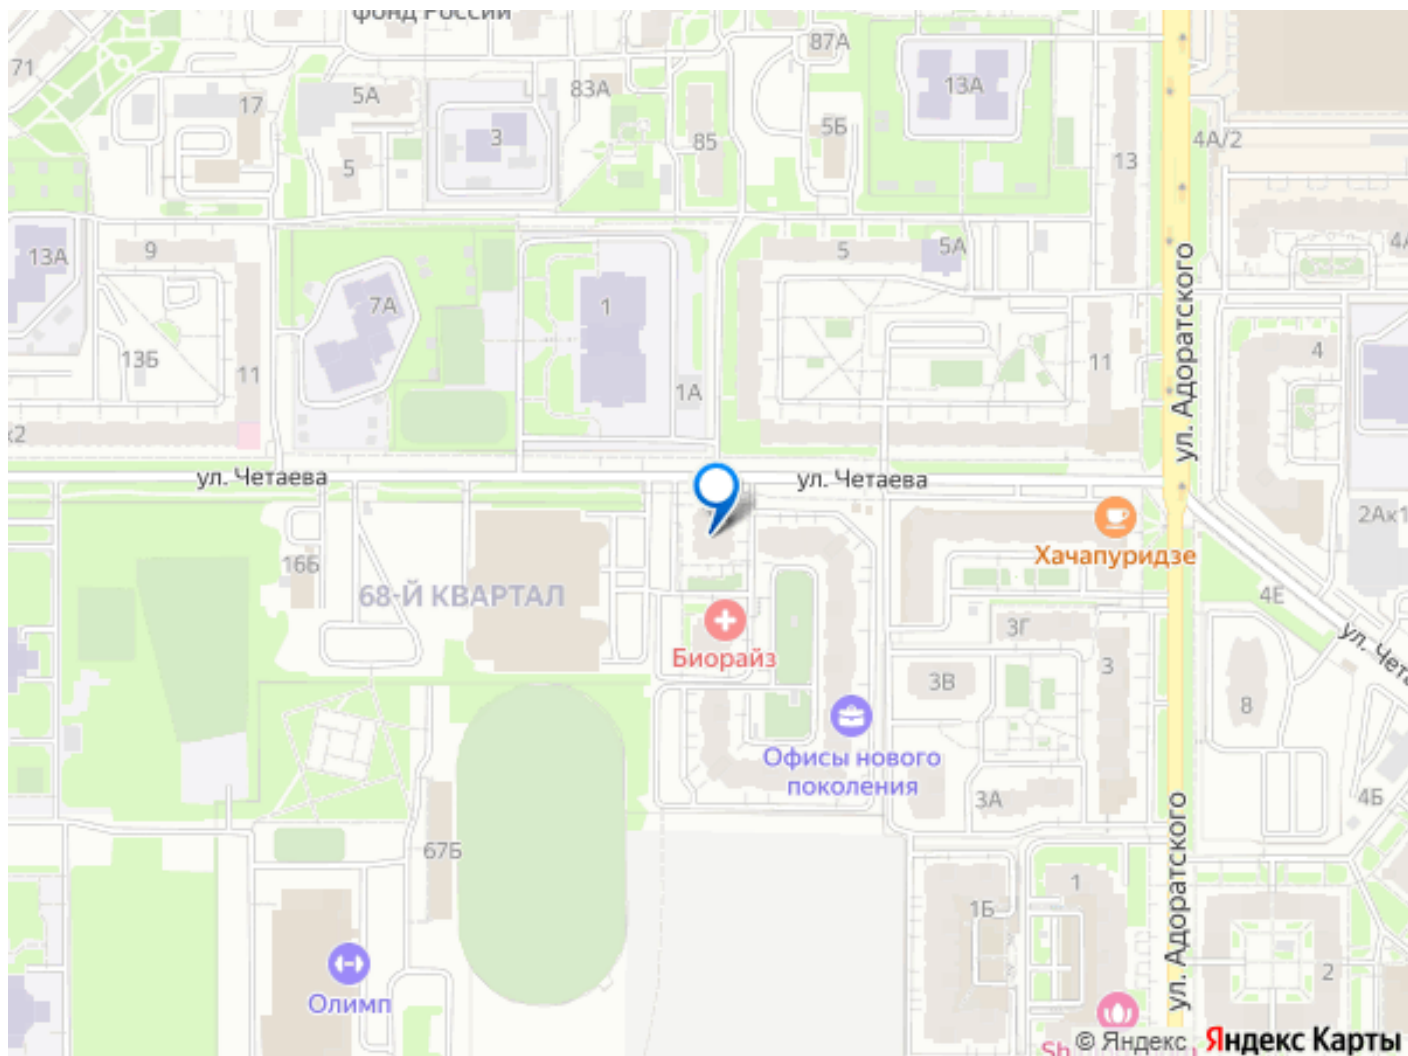 фонд России
87А
71
5А
83А
13А
17
3
5Б
4А/2
85
13
5
9
5
5А
13А
7А
1
ул. Адоратского
4
13Б
11
1А
11
к2
ул. Четаева
ул. Четаева
2Ак1
Хачапуридзе
16Б
68-Й КВАРТАЛ
4Е
3Г
ул. Чета
Биорайз
3В
3
8
Офисы нового
поколения
3А
4Б
67Б
ул. Адоратского
1
1Б
2
Олимп
© Яндекс Яндекс Карты